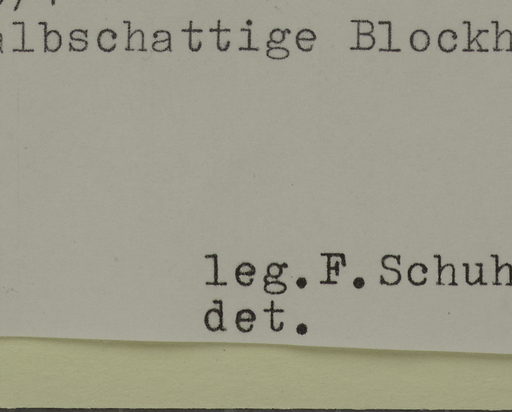 albschattige Blockh
leg.F.Schuh
det.